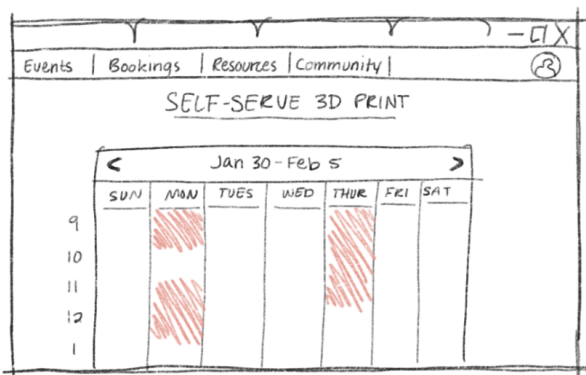 Events | Bookings | Resources | Community |
SELF-SERVE 3D PRINT
< Jan 30-Feb 5 >
SUN MON TUES WED THUR FRI SAT
9
10
11
12
1